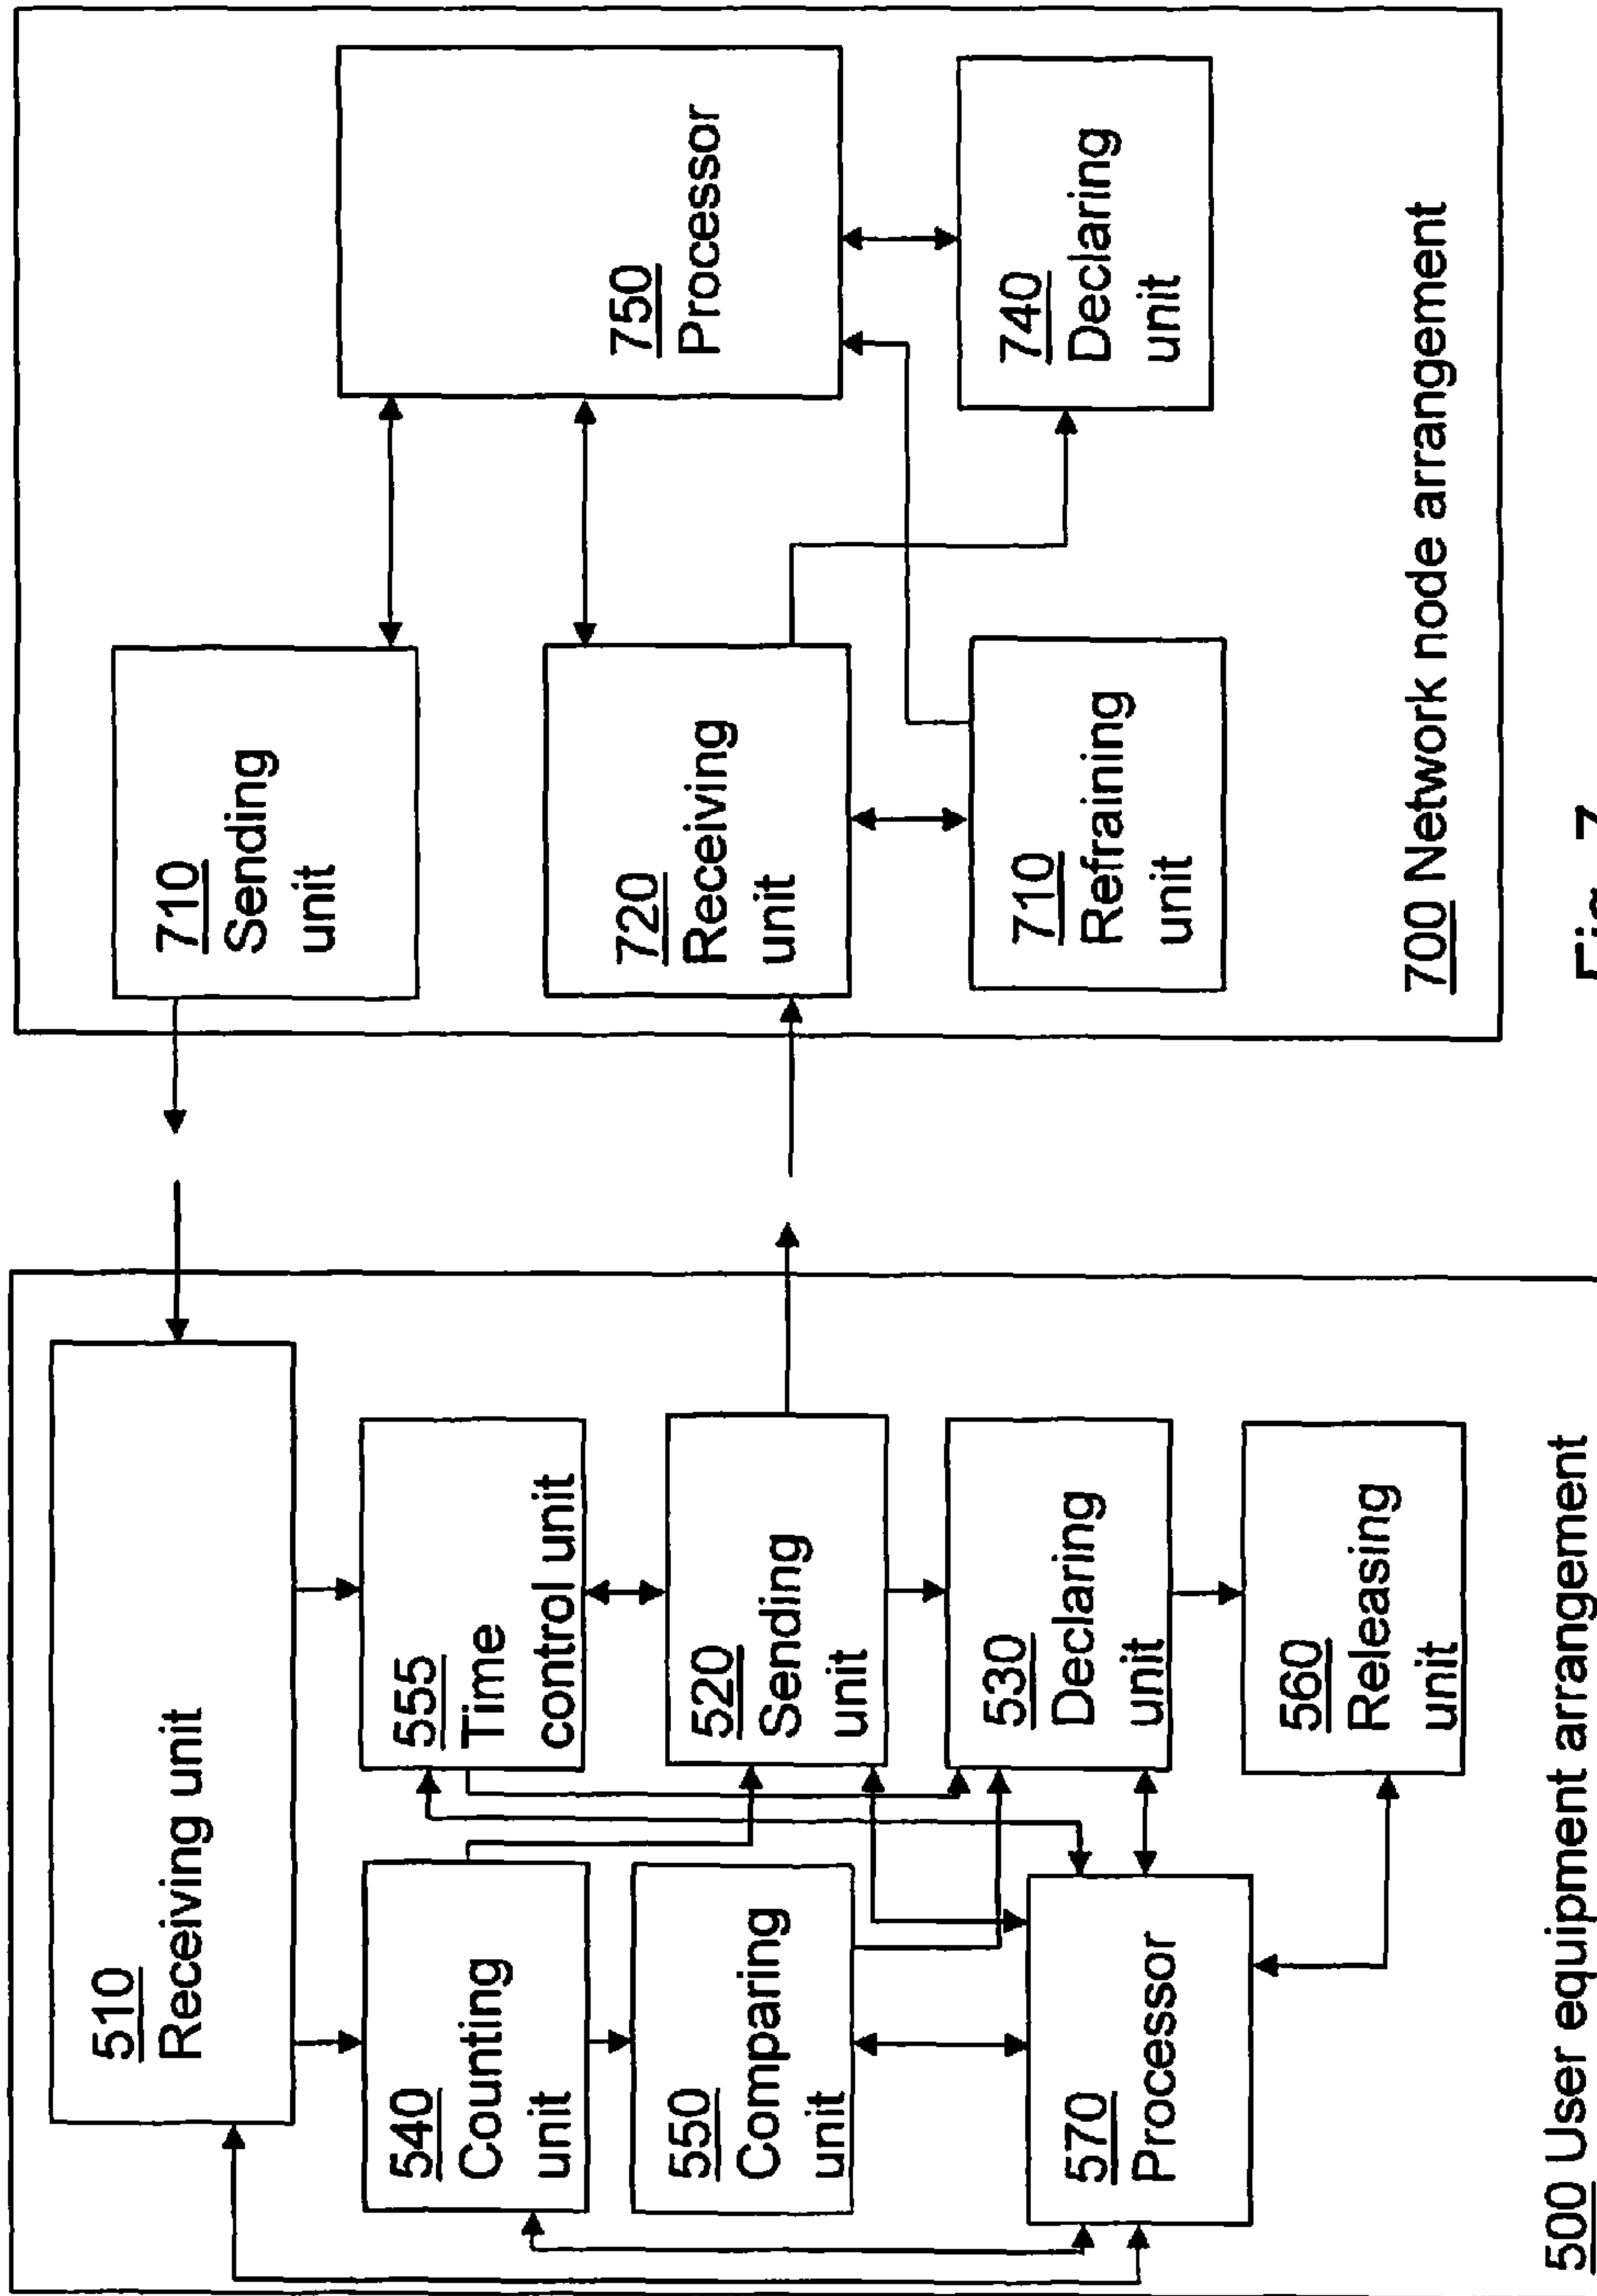 510
Receiving unit
540
Counting
unit
555
Time
control unit
550
Comparing
unit
520
Sending
unit
570
Processor
530
Declaring
unit
560
Releasing
unit
500 User equipment arrangement
710
Sending
unit
720
Receiving
unit
750
Processor
710
Refraining
unit
740
Declaring
unit
700 Network node arrangement